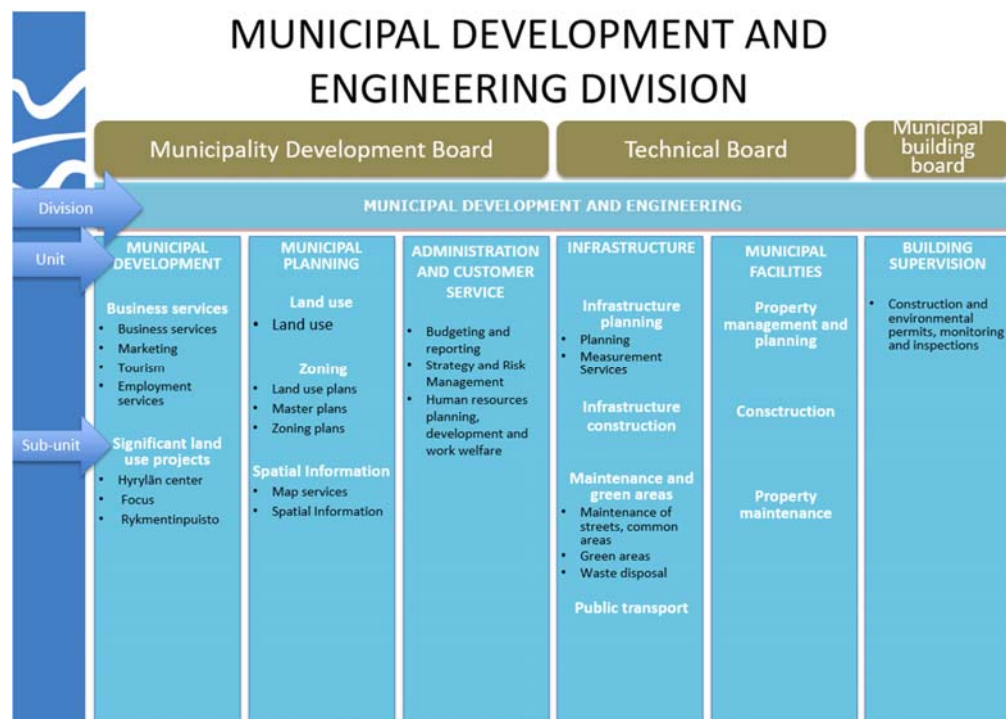 MUNICIPAL DEVELOPMENT AND
ENGINEERING DIVISION
Municipality Development Board
Technical Board
Municipal
building
board
Division
MUNICIPAL DEVELOPMENT AND ENGINEERING
Unit
MUNICIPAL
DEVELOPMENT
Business services
• Business services
• Marketing
• Tourism
• Employment
services
Sub-unit
Significant land
use projects
• Hyrylän center
• Focus
• Rykmentinpuisto
MUNICIPAL
PLANNING
Land use
• Land use
Zoning
• Land use plans
• Master plans
• Zoning plans
Spatial Information
• Map services
• Spatial Information
ADMINISTRATION
AND CUSTOMER
SERVICE
• Budgeting and
reporting
• Strategy and Risk
Management
• Human resources
planning,
development and
work welfare
INFRASTRUCTURE
Infrastructure
planning
• Planning
• Measurement
Services
Infrastructure
construction
Maintenance and
green areas
• Maintenance of
streets, common
areas
• Green areas
• Waste disposal
Public transport
MUNICIPAL
FACILITIES
Property
management and
planning
Consctruction
Property
maintenance
BUILDING
SUPERVISION
• Construction and
environmental
permits, monitoring
and inspections